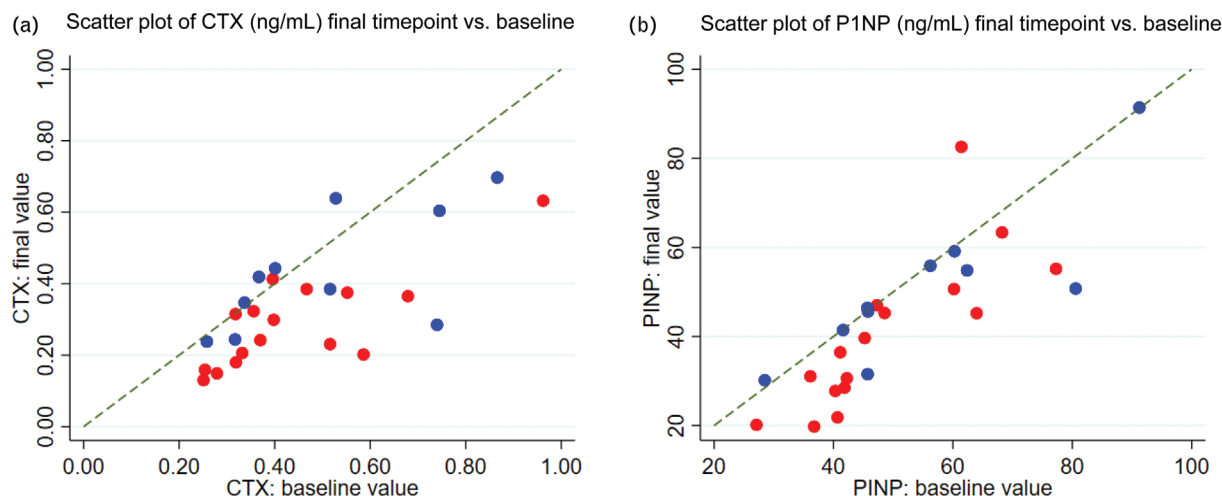 (a) Scatter plot of CTX (ng/mL) final timepoint vs. baseline
CTX: final value
1.00
0.80
0.60
0.40
0.20
0.00
0.00 0.20 0.40 0.60 0.80 1.00
CTX: baseline value
(b) Scatter plot of P1NP (ng/mL) final timepoint vs. baseline
PINP: final value
100
80
60
40
20
20 40 60 80 100
PINP: baseline value